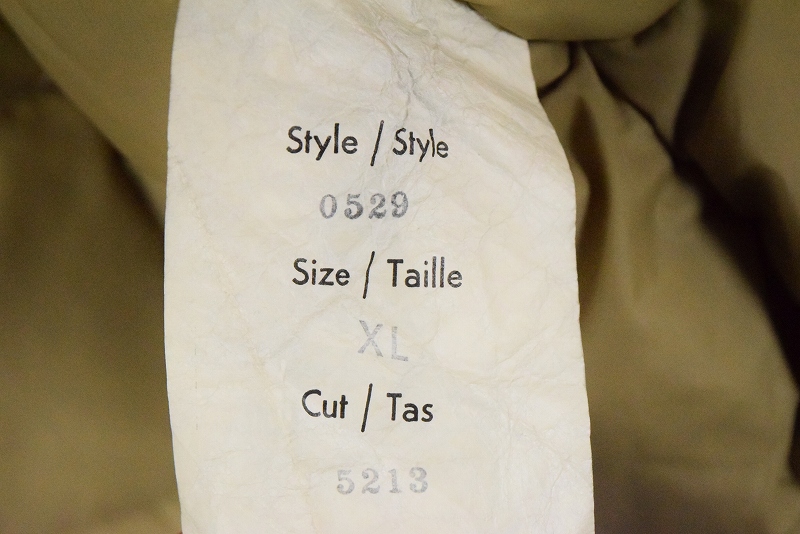 Style / Style
0529
Size / Taille
XL
Cut / Tas
5213